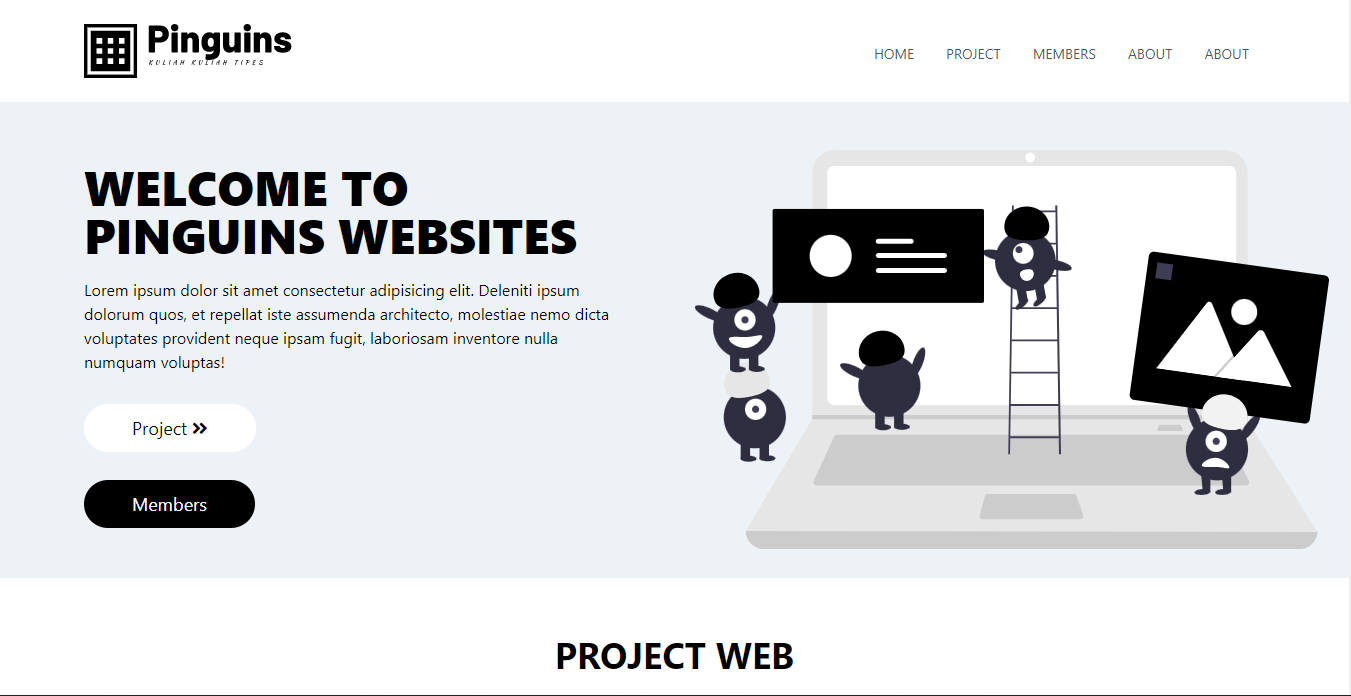 Pinguins
KULIAH KULIAH TIPES
HOME PROJECT MEMBERS ABOUT ABOUT
WELCOME TO
PINGUINS WEBSITES
Lorem ipsum dolor sit amet consectetur adipisicing elit. Deleniti ipsum
dolorum quos, et repellat iste assumenda architecto, molestiae nemo dicta
voluptates provident neque ipsam fugit, laboriosam inventore nulla
numquam voluptas!
Project
Members
PROJECT WEB